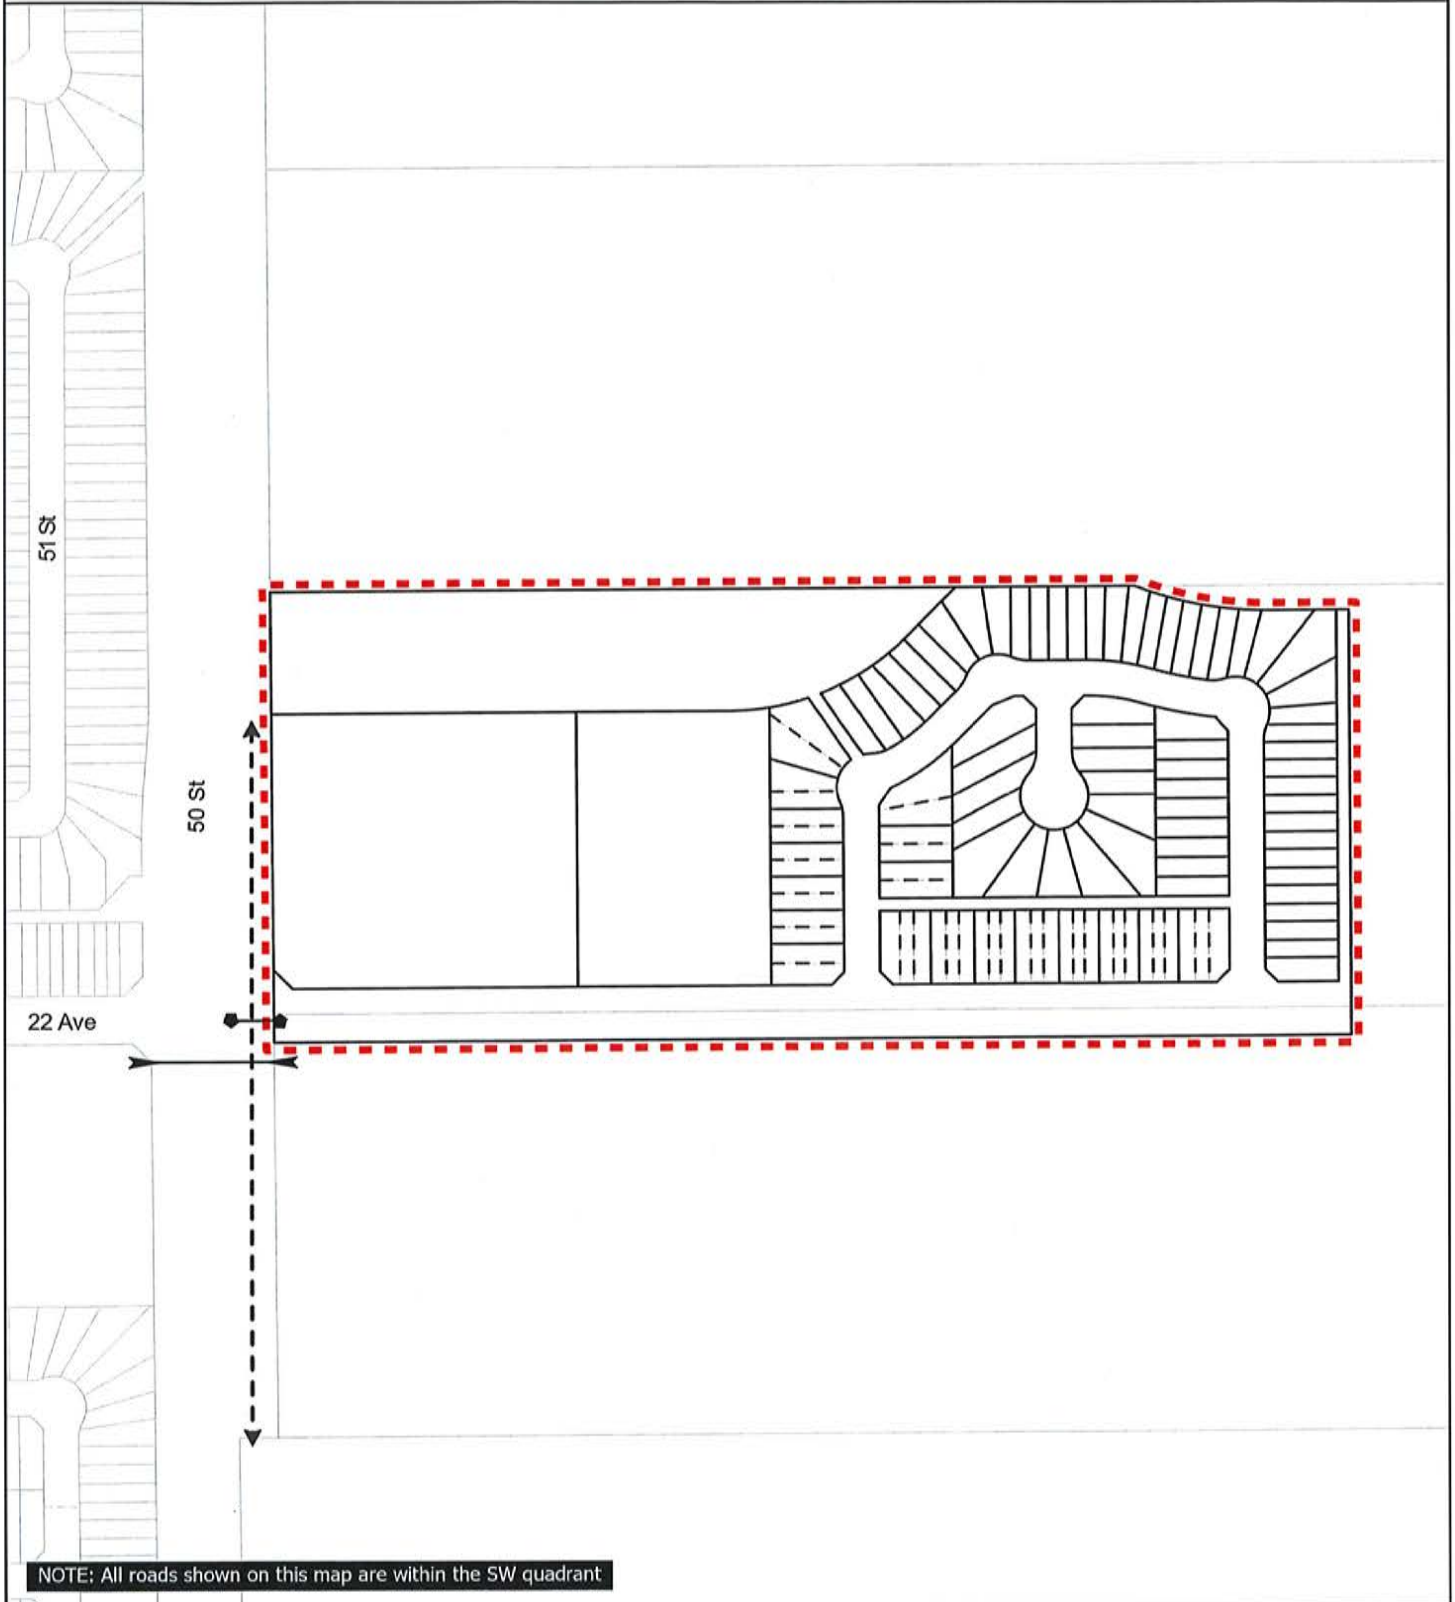 51 St
50 St
22 Ave
NOTE: All roads shown on this map are within the SW quadrant